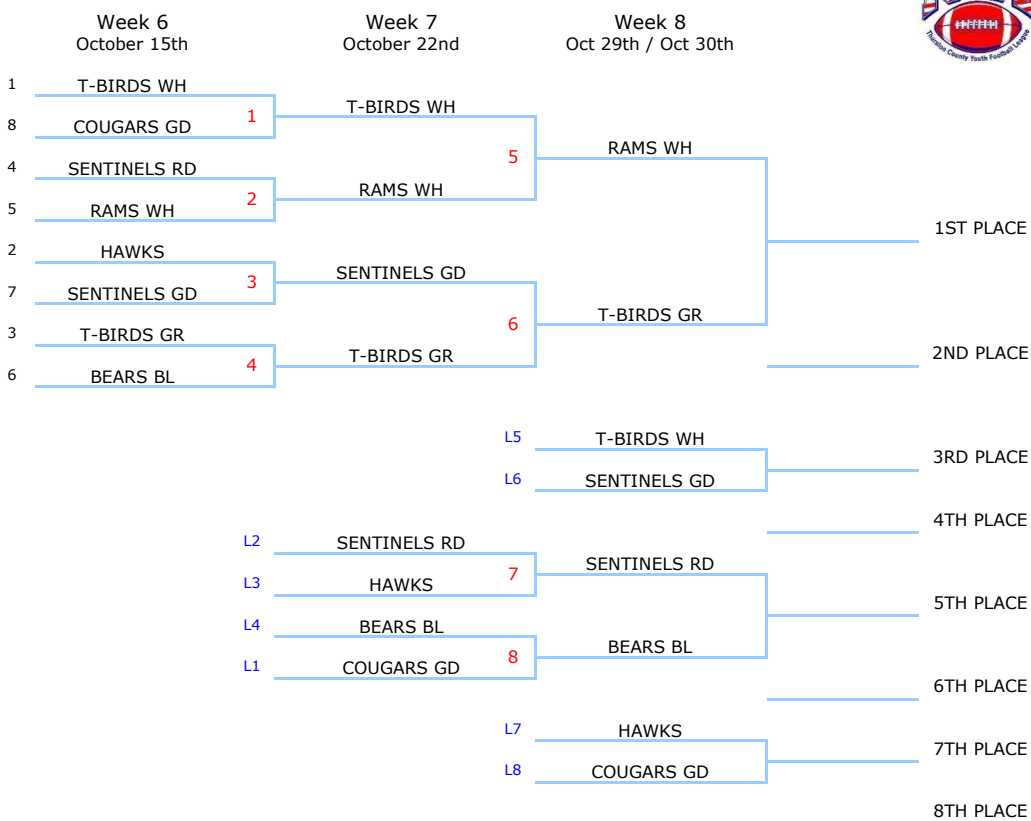 Week 6
October 15th
Week 7
October 22nd
Week 8
Oct 29th / Oct 30th
Thurston County Youth Football League
1 T-BIRDS WH
T-BIRDS WH
1
8 COUGARS GD
RAMS WH
5
4 SENTINELS RD
RAMS WH
2
5 RAMS WH
1ST PLACE
2 HAWKS
SENTINELS GD
3
7 SENTINELS GD
T-BIRDS GR
6
3 T-BIRDS GR
T-BIRDS GR
2ND PLACE
4
6 BEARS BL
L5 T-BIRDS WH
3RD PLACE
L6 SENTINELS GD
4TH PLACE
L2 SENTINELS RD
SENTINELS RD
7
L3 HAWKS
5TH PLACE
L4 BEARS BL
BEARS BL
8
L1 COUGARS GD
6TH PLACE
L7 HAWKS
7TH PLACE
L8 COUGARS GD
8TH PLACE